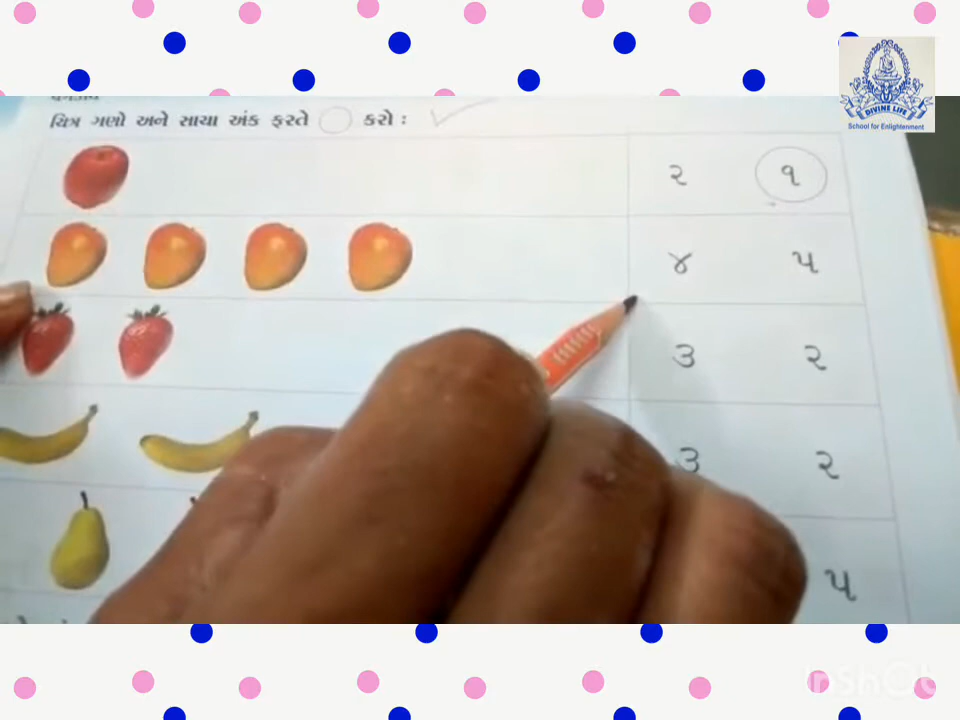 ચિત્ર ગણો અને સાચા અંક ફરતે ◯ કરો :
૨ ૧
૪ ૫
૩ ૨
૩ ૨
૫
DIVINE LIFE
School for Enlightenment
InShOt